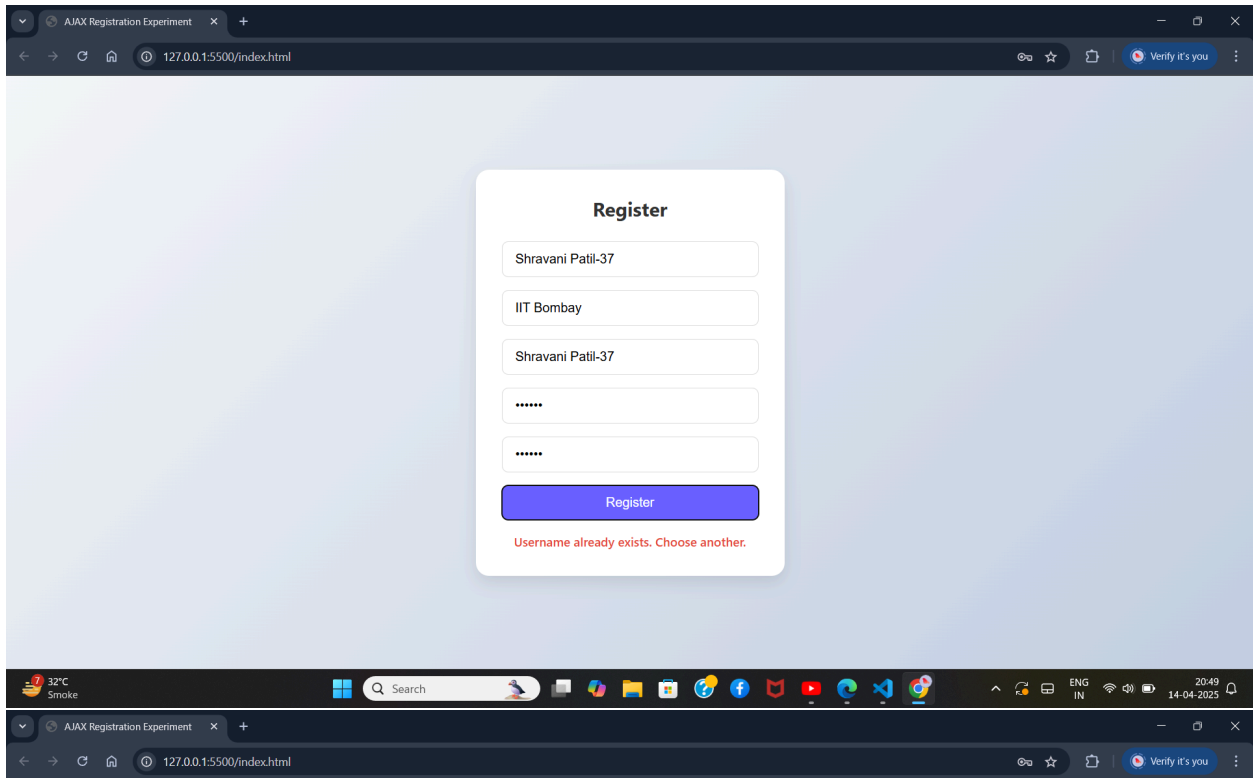 AJAX Registration Experiment
127.0.0.1:5500/index.html
Verify it's you
Register
Shravani Patil-37
IIT Bombay
Shravani Patil-37
••••••
••••••
Register
Username already exists. Choose another.
7
32°C
Smoke
Search
ENG
IN
20:49
14-04-2025
AJAX Registration Experiment
127.0.0.1:5500/index.html
Verify it's you